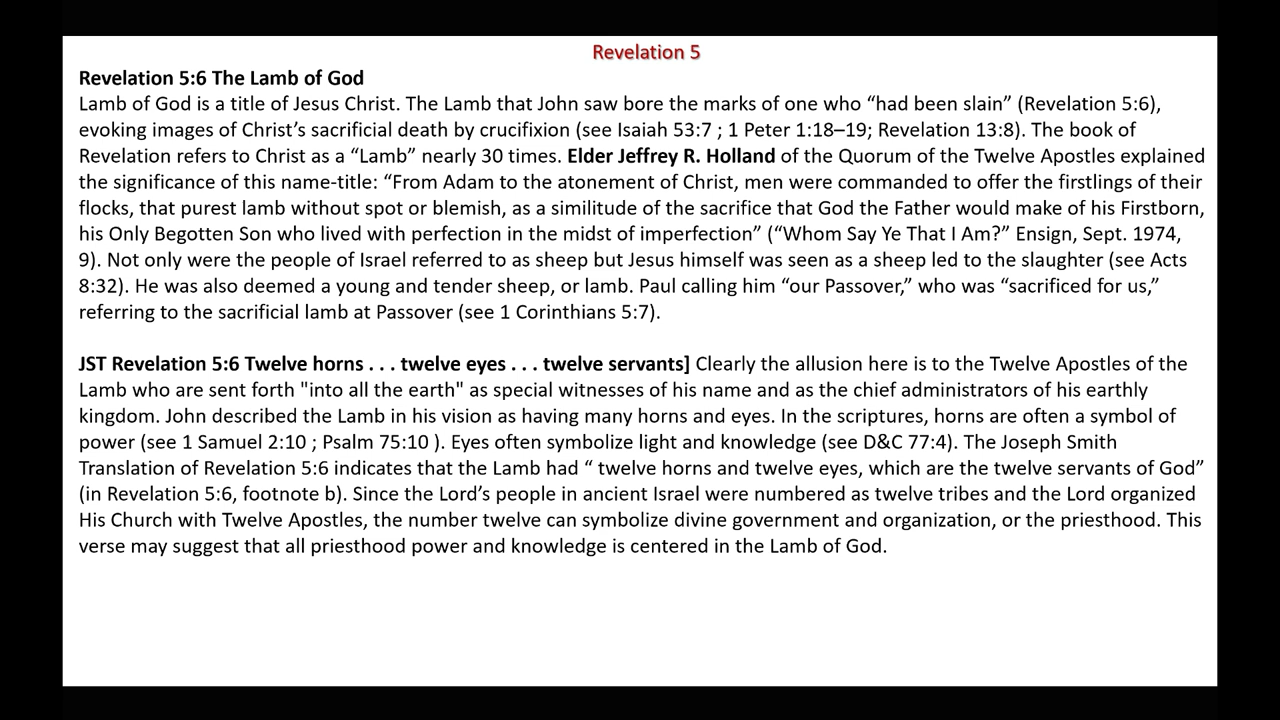 Revelation 5
Revelation 5:6 The Lamb of God
Lamb of God is a title of Jesus Christ. The Lamb that John saw bore the marks of one who “had been slain” (Revelation 5:6),
evoking images of Christ’s sacrificial death by crucifixion (see Isaiah 53:7 ; 1 Peter 1:18–19; Revelation 13:8). The book of
Revelation refers to Christ as a “Lamb” nearly 30 times. Elder Jeffrey R. Holland of the Quorum of the Twelve Apostles explained
the significance of this name-title: “From Adam to the atonement of Christ, men were commanded to offer the firstlings of their
flocks, that purest lamb without spot or blemish, as a similitude of the sacrifice that God the Father would make of his Firstborn,
his Only Begotten Son who lived with perfection in the midst of imperfection” (“Whom Say Ye That I Am?” Ensign, Sept. 1974,
9). Not only were the people of Israel referred to as sheep but Jesus himself was seen as a sheep led to the slaughter (see Acts
8:32). He was also deemed a young and tender sheep, or lamb. Paul calling him “our Passover,” who was “sacrificed for us,”
referring to the sacrificial lamb at Passover (see 1 Corinthians 5:7).
JST Revelation 5:6 Twelve horns . . . twelve eyes . . . twelve servants] Clearly the allusion here is to the Twelve Apostles of the
Lamb who are sent forth "into all the earth" as special witnesses of his name and as the chief administrators of his earthly
kingdom. John described the Lamb in his vision as having many horns and eyes. In the scriptures, horns are often a symbol of
power (see 1 Samuel 2:10 ; Psalm 75:10 ). Eyes often symbolize light and knowledge (see D&C 77:4). The Joseph Smith
Translation of Revelation 5:6 indicates that the Lamb had “ twelve horns and twelve eyes, which are the twelve servants of God”
(in Revelation 5:6, footnote b). Since the Lord’s people in ancient Israel were numbered as twelve tribes and the Lord organized
His Church with Twelve Apostles, the number twelve can symbolize divine government and organization, or the priesthood. This
verse may suggest that all priesthood power and knowledge is centered in the Lamb of God.